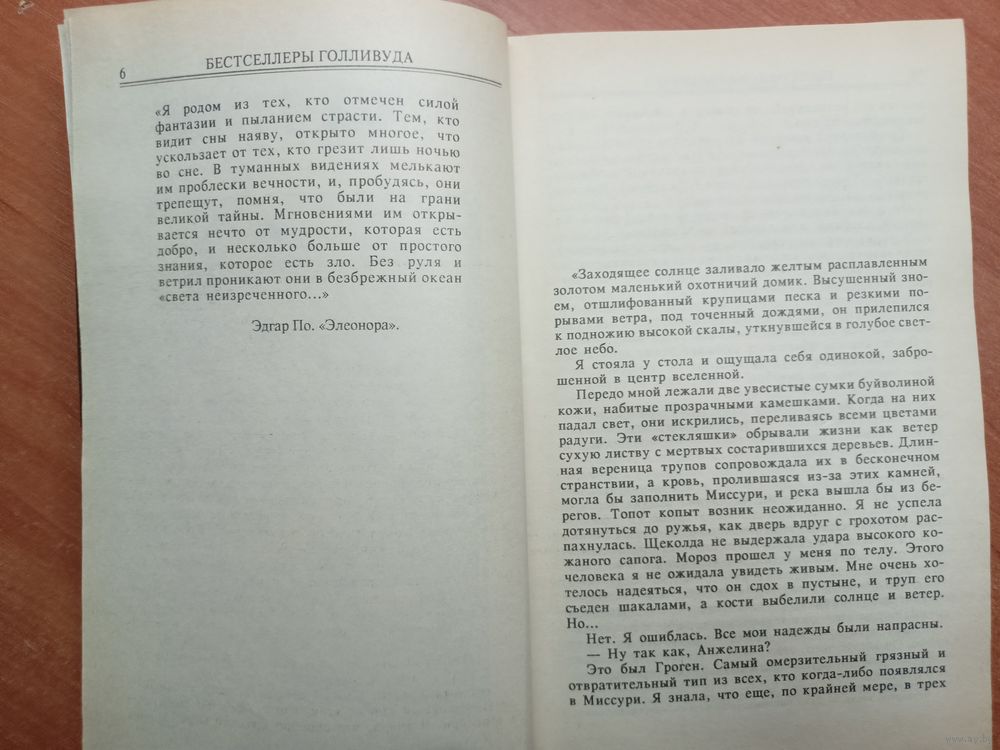 6
БЕСТСЕЛЛЕРЫ ГОЛЛИВУДА
«Я родом из тех, кто отмечен силой
фантазии и пыланием страсти. Тем, кто
видит сны наяву, открыто многое, что
ускользает от тех, кто грезит лишь ночью
во сне. В туманных видениях мелькают
им проблески вечности, и, пробудясь, они
трепещут, помня, что были на грани
великой тайны. Мгновениями им откры-
вается нечто от мудрости, которая есть
добро, и несколько больше от простого
знания, которое есть зло. Без руля и
ветрил проникают они в безбрежный океан
«света неизреченного...»
Эдгар По. «Элеонора».
«Заходящее солнце заливало желтым расплавленным
золотом маленький охотничий домик. Высушенный зно-
ем, отшлифованный крупицами песка и резкими по-
рывами ветра, под точенный дождями, он прилепился
к подножию высокой скалы, уткнувшейся в голубое свет-
лое небо.
Я стояла у стола и ощущала себя одинокой, забро-
шенной в центр вселенной.
Передо мной лежали две увесистые сумки буйволиной
кожи, набитые прозрачными камешками. Когда на них
падал свет, они искрились, переливаясь всеми цветами
радуги. Эти «стекляшки» обрывали жизни как ветер
сухую листву с мертвых состарившихся деревьев. Длин-
ная вереница трупов сопровождала их в бесконечном
странствии, а кровь, пролившаяся из-за этих камней,
могла бы заполнить Миссури, и река вышла бы из бе-
регов. Топот копыт возник неожиданно. Я не успела
дотянуться до ружья, как дверь вдруг с грохотом рас-
пахнулась. Щеколда не выдержала удара высокого ко-
жаного сапога. Мороз прошел у меня по телу. Этого
человека я не ожидала увидеть живым. Мне очень хо-
телось надеяться, что он сдох в пустыне, и труп его
съеден шакалами, а кости выбелили солнце и ветер.
Но...
Нет. Я ошиблась. Все мои надежды были напрасны.
— Ну так как, Анжелина?
Это был Гроген. Самый омерзительный грязный и
отвратительный тип из всех, кто когда-либо появлялся
в Миссури. Я знала, что еще, по крайней мере, в трех